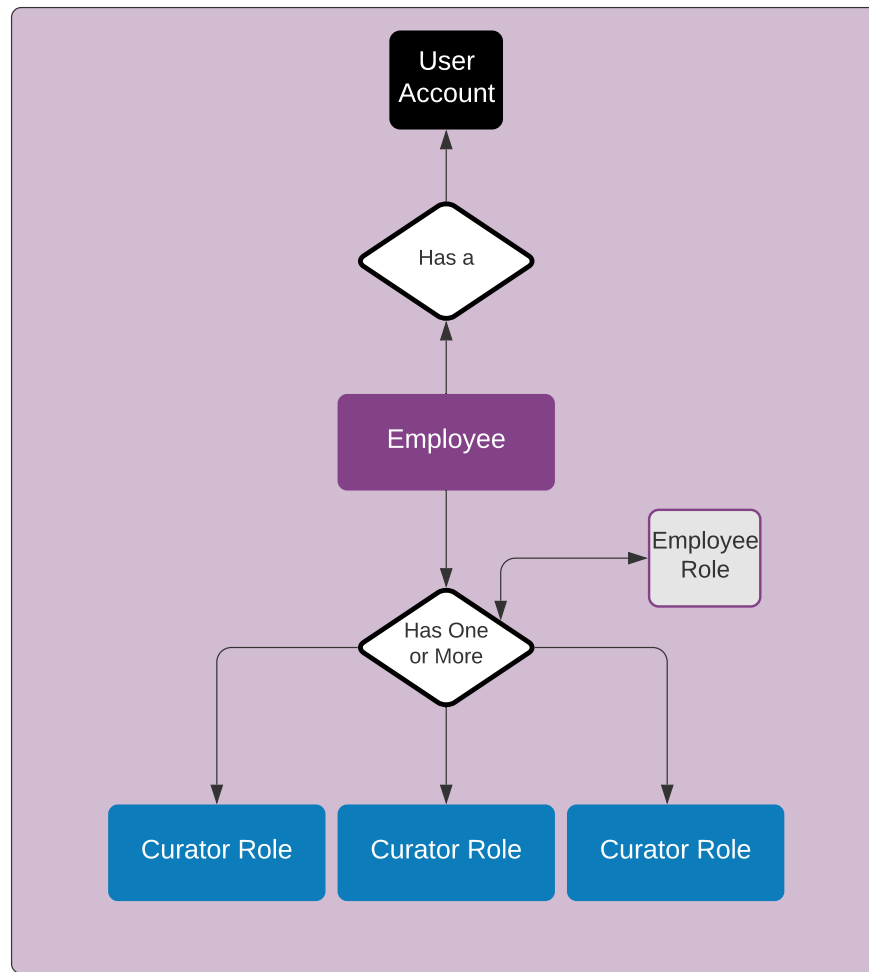 User
Account
Has a
Employee
Employee
Role
Has One
or More
Curator Role
Curator Role
Curator Role